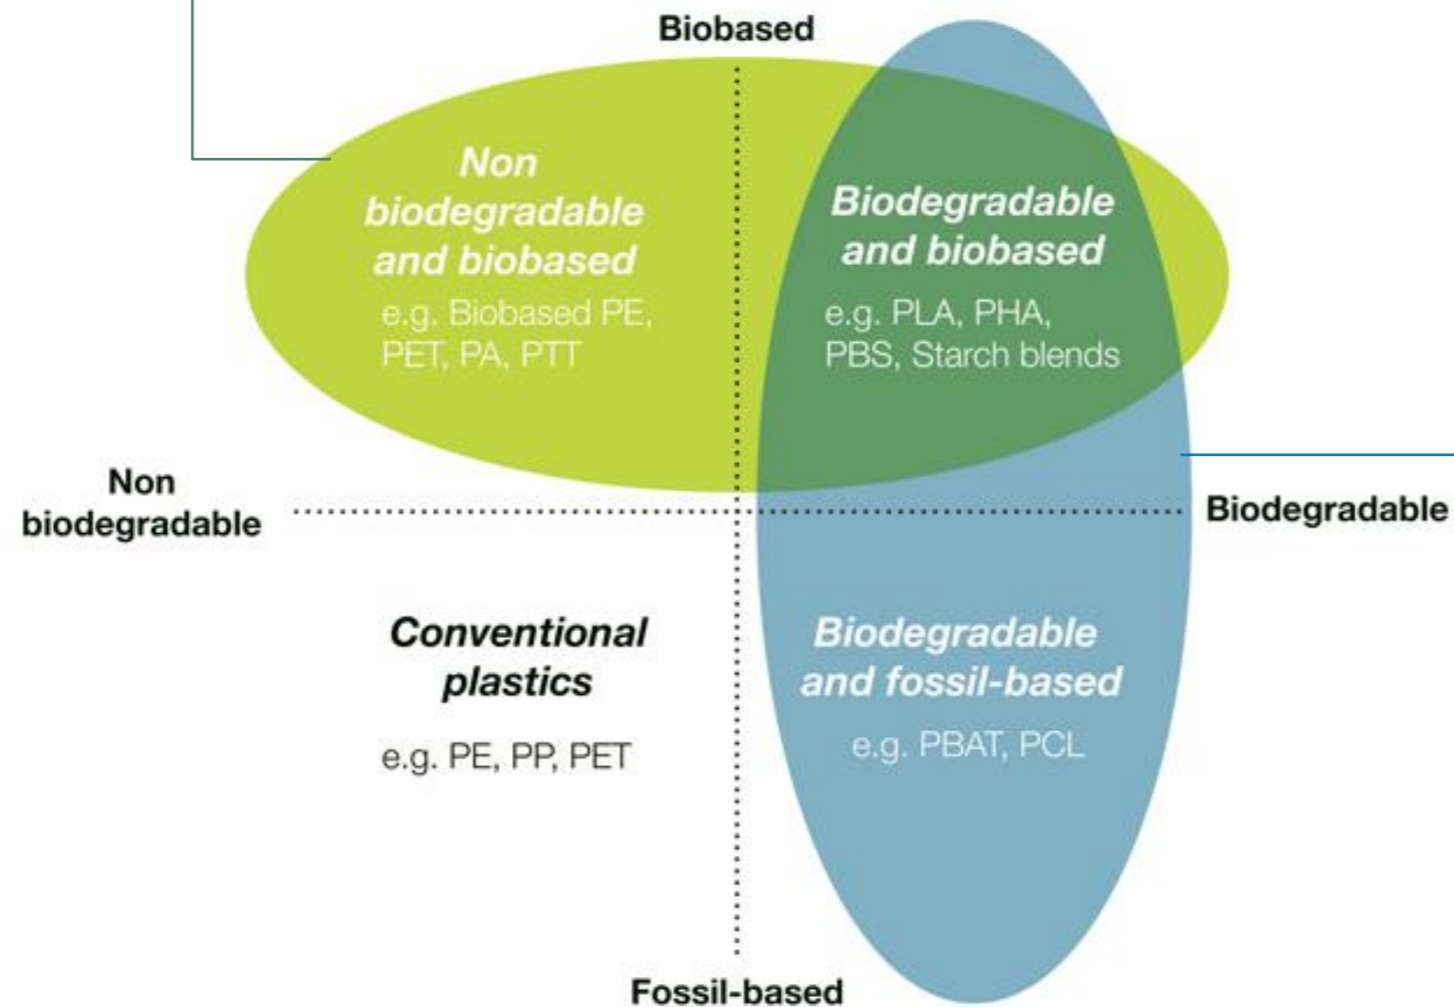 Biobased
Non
biodegradable
and biobased
e.g. Biobased PE,
PET, PA, PTT
Biodegradable
and biobased
e.g. PLA, PHA,
PBS, Starch blends
Non
biodegradable
Biodegradable
Conventional
plastics
e.g. PE, PP, PET
Biodegradable
and fossil-based
e.g. PBAT, PCL
Fossil-based